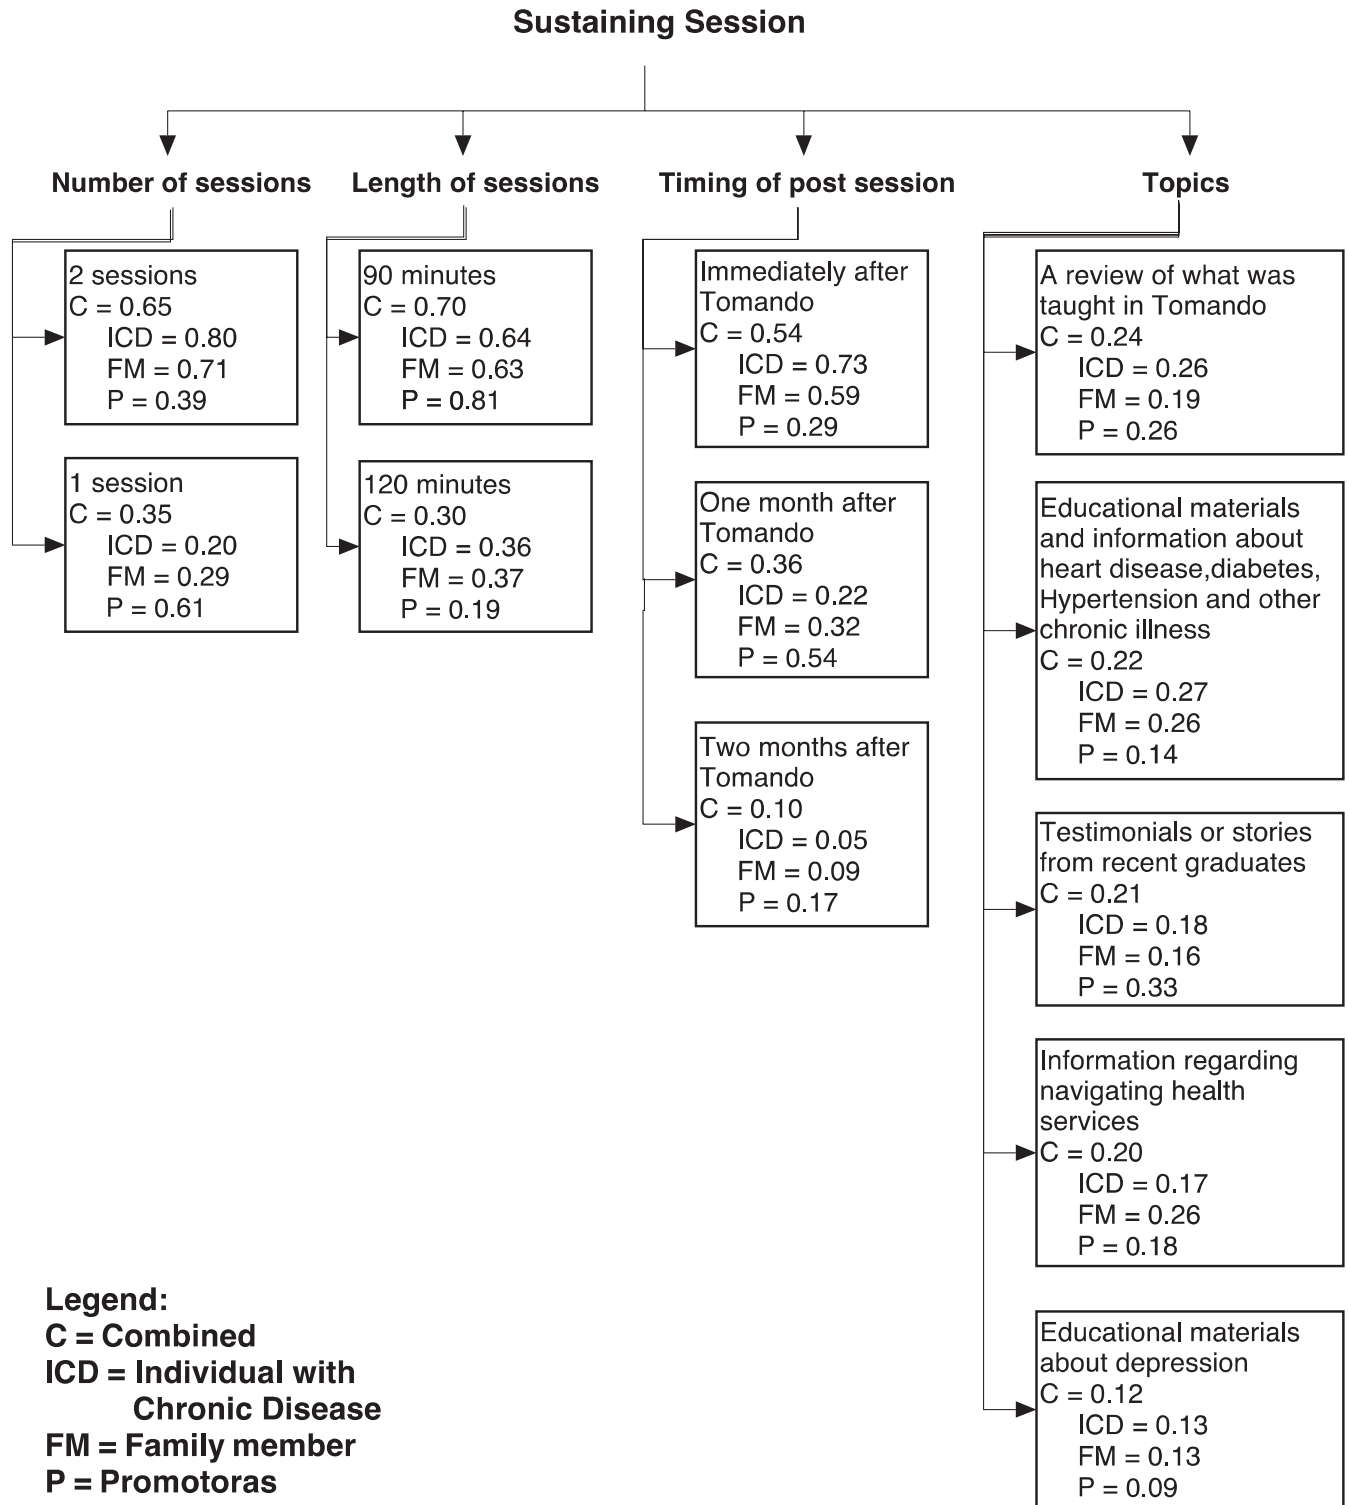 Sustaining Session
Number of sessions
2 sessions
C = 0.65
ICD = 0.80
FM = 0.71
P = 0.39
1 session
C = 0.35
ICD = 0.20
FM = 0.29
P = 0.61
Length of sessions
90 minutes
C = 0.70
ICD = 0.64
FM = 0.63
P = 0.81
120 minutes
C = 0.30
ICD = 0.36
FM = 0.37
P = 0.19
Timing of post session
Immediately after
Tomando
C = 0.54
ICD = 0.73
FM = 0.59
P = 0.29
One month after
Tomando
C = 0.36
ICD = 0.22
FM = 0.32
P = 0.54
Two months after
Tomando
C = 0.10
ICD = 0.05
FM = 0.09
P = 0.17
Topics
A review of what was
taught in Tomando
C = 0.24
ICD = 0.26
FM = 0.19
P = 0.26
Educational materials
and information about
heart disease,diabetes,
Hypertension and other
chronic illness
C = 0.22
ICD = 0.27
FM = 0.26
P = 0.14
Testimonials or stories
from recent graduates
C = 0.21
ICD = 0.18
FM = 0.16
P = 0.33
Information regarding
navigating health
services
C = 0.20
ICD = 0.17
FM = 0.26
P = 0.18
Educational materials
about depression
C = 0.12
ICD = 0.13
FM = 0.13
P = 0.09
Legend:
C = Combined
ICD = Individual with
Chronic Disease
FM = Family member
P = Promotoras